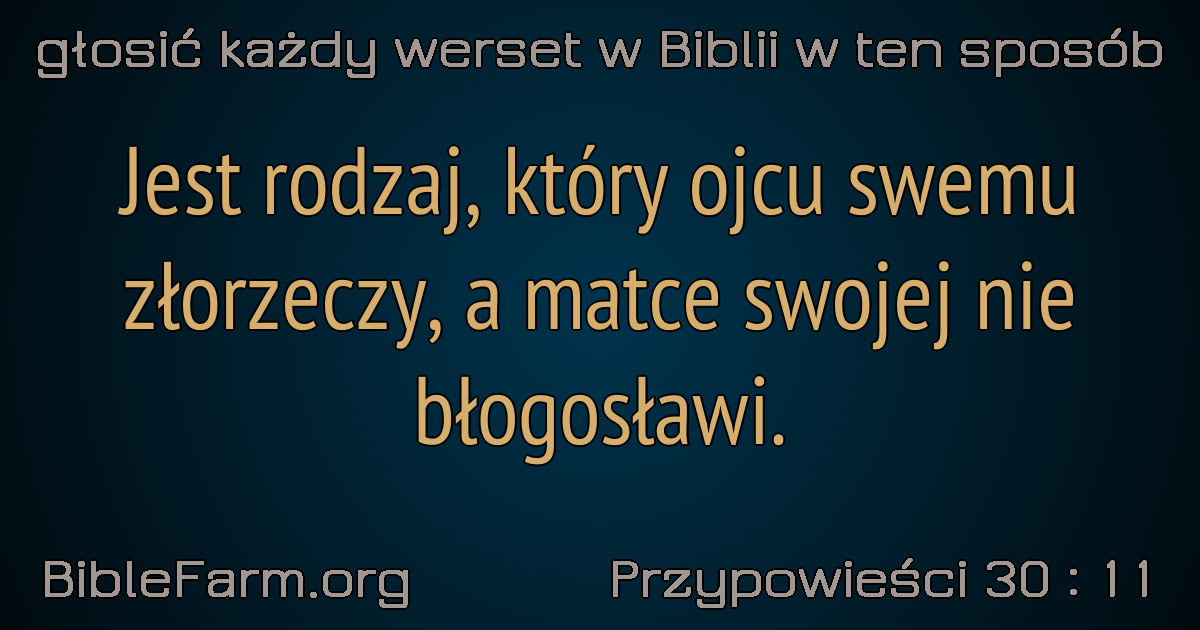 głosić każdy werset w Biblii w ten sposób
Jest rodzaj, który ojcu swemu
złorzeczy, a matce swojej nie
błogosławi.
BibleFarm.org
Przypowieści 30 : 11